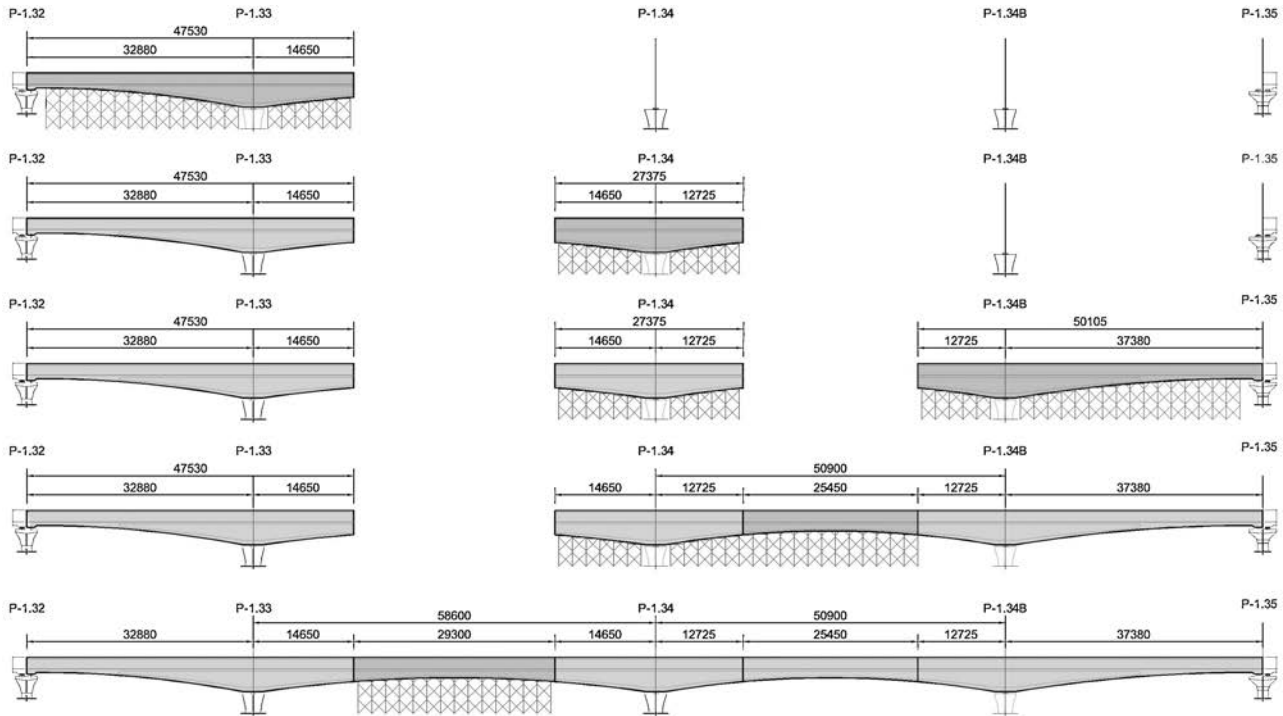 P-1.32 P-1.33 P-1.34 P-1.34B P-1.35
47530
32880 14650
P-1.32 P-1.33 P-1.34 P-1.34B P-1.35
47530 27375
32880 14650 14650 12725
P-1.32 P-1.33 P-1.34 P-1.34B P-1.35
47530 27375 50105
32880 14650 14650 12725 12725 37380
P-1.32 P-1.33 P-1.34 P-1.34B P-1.35
47530 50900
32880 14650 14650 12725 25450 12725 37380
P-1.32 P-1.33 P-1.34 P-1.34B P-1.35
58600 50900
32880 14650 29300 14650 12725 25450 12725 37380